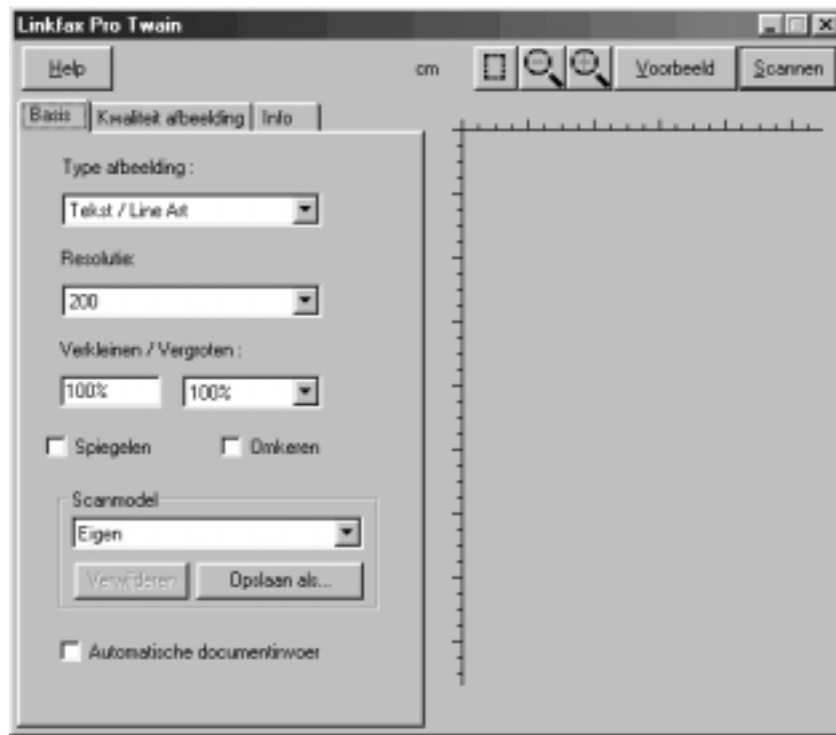 Linkfax Pro Twain
Help cm Voorbeeld Scannen
Basis Kwaliteit afbeelding Info
Type afbeelding :
Tekst / Line Art
Resolutie:
200
Verkleinen / Vergroten :
100% 100%
Spiegelen Omkeren
Scanmodel
Eigen
Verwijderen Opslaan als...
Automatische documentinvoer